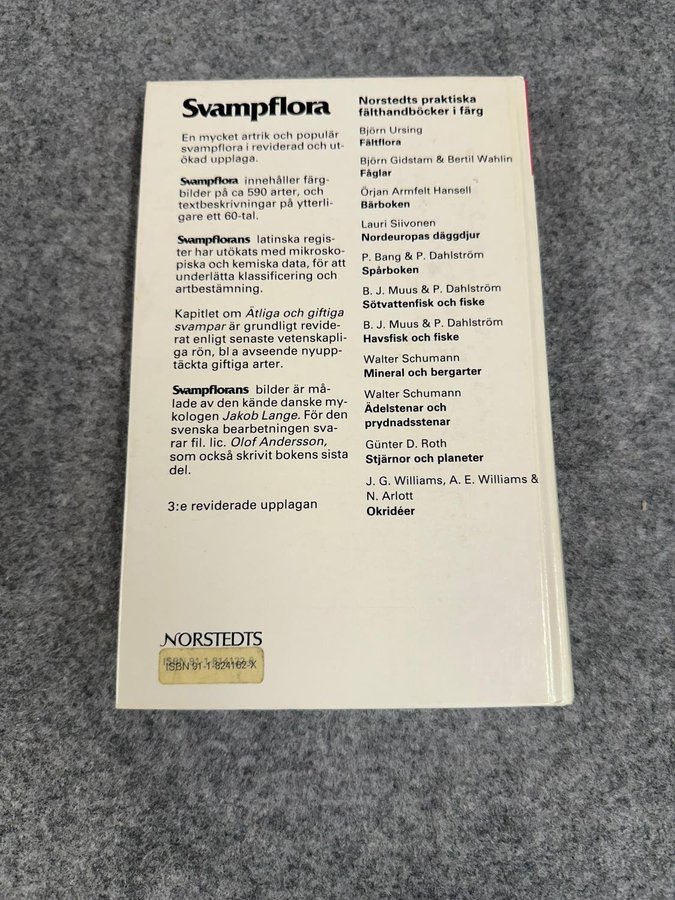 Svampflora
En mycket artrik och populär
svampflora i reviderad och ut-
ökad upplaga.
Svampflora innehåller färg-
bilder på ca 590 arter, och
textbeskrivningar på ytterli-
gare ett 60-tal.
Svampflorans latinska regis-
ter har utökats med mikrosko-
piska och kemiska data, för att
underlätta klassificering och
artbestämning.
Kapitlet om Ätliga och giftiga
svampar är grundligt revide-
rat enligt senaste vetenskapli-
ga rön, bl a avseende nyupp-
täckta giftiga arter.
Svampflorans bilder är må-
lade av den kände danske my-
kologen Jakob Lange. För den
svenska bearbetningen sva-
rar fil. lic. Olof Andersson,
som också skrivit bokens sista
del.
3:e reviderade upplagan
NORSTEDTS
ISBN 91-1-824162-X
Norstedts praktiska
fälthandböcker i färg
Björn Ursing
Fältflora
Björn Gidstam & Bertil Wahlin
Fåglar
Örjan Armfelt Hansell
Bärboken
Lauri Siivonen
Nordeuropas däggdjur
P. Bang & P. Dahlström
Spårboken
B. J. Muus & P. Dahlström
Sötvattenfisk och fiske
B. J. Muus & P. Dahlström
Havsfisk och fiske
Walter Schumann
Mineral och bergarter
Walter Schumann
Ädelstenar och
prydnadsstenar
Günter D. Roth
Stjärnor och planeter
J. G. Williams, A. E. Williams &
N. Arlott
Okridéer